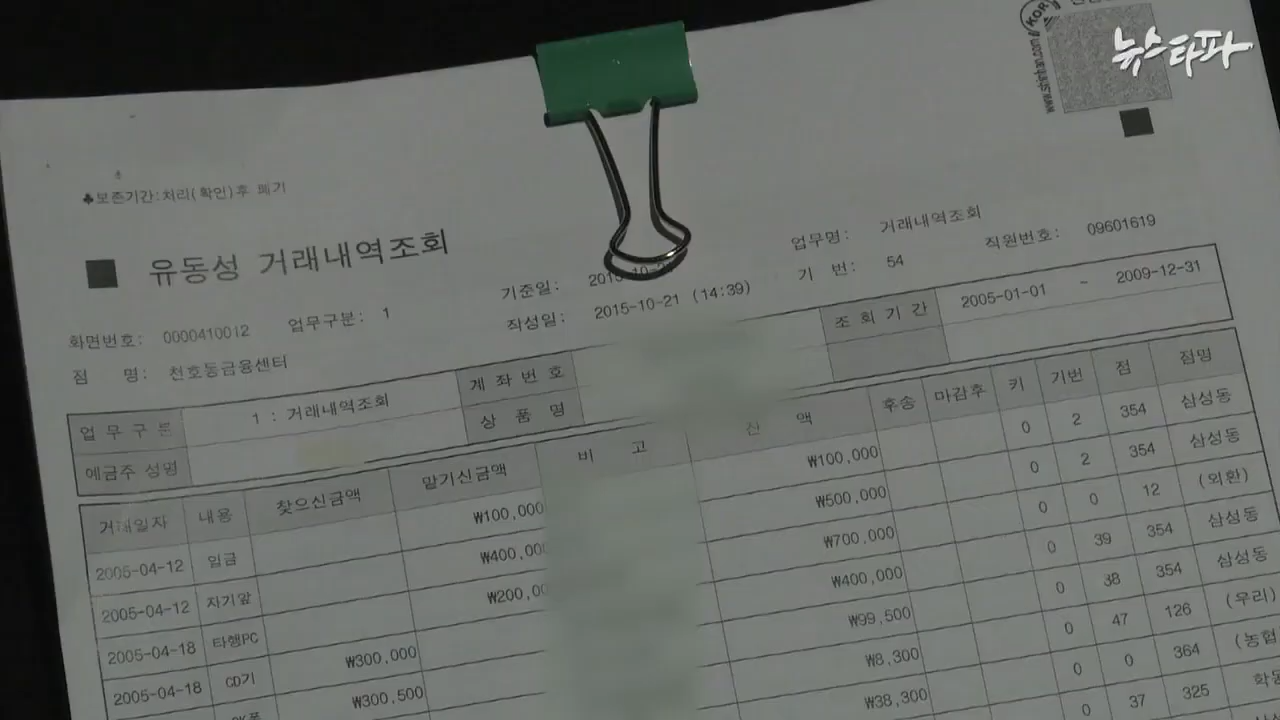 뉴스타파
KOR
♣보존기간:처리(확인)후 폐기
■ 유동성 거래내역조회
업무명: 거래내역조회 직원번호: 09601619
기준일:
기 번: 54
화면번호: 0000410012 업무구분: 1 작성일: 2015-10-21 (14:39)
점 명: 천호동금융센터
조회기간 2005-01-01 ~ 2009-12-31
업무구분 1 : 거래내역조회 계좌번호
예금주 성명 상품명
거래일자 내용 찾으신금액 맡기신금액 비고 잔액 후송 마감후 키 기번 점 점명
2005-04-12 입금 ₩100,000 ₩100,000 0 2 354 삼성동
2005-04-12 자기앞 ₩400,000 ₩500,000 0 2 354 삼성동
2005-04-18 타행PC ₩200,00 ₩700,000 0 0 12 (외환)
2005-04-18 CD기 ₩300,000 ₩400,000 0 39 354 삼성동
₩300,500 ₩99,500 0 38 354 삼성동
₩8,300 0 47 126 (우리)
₩38,300 0 0 364 (농협
0 37 325 학동